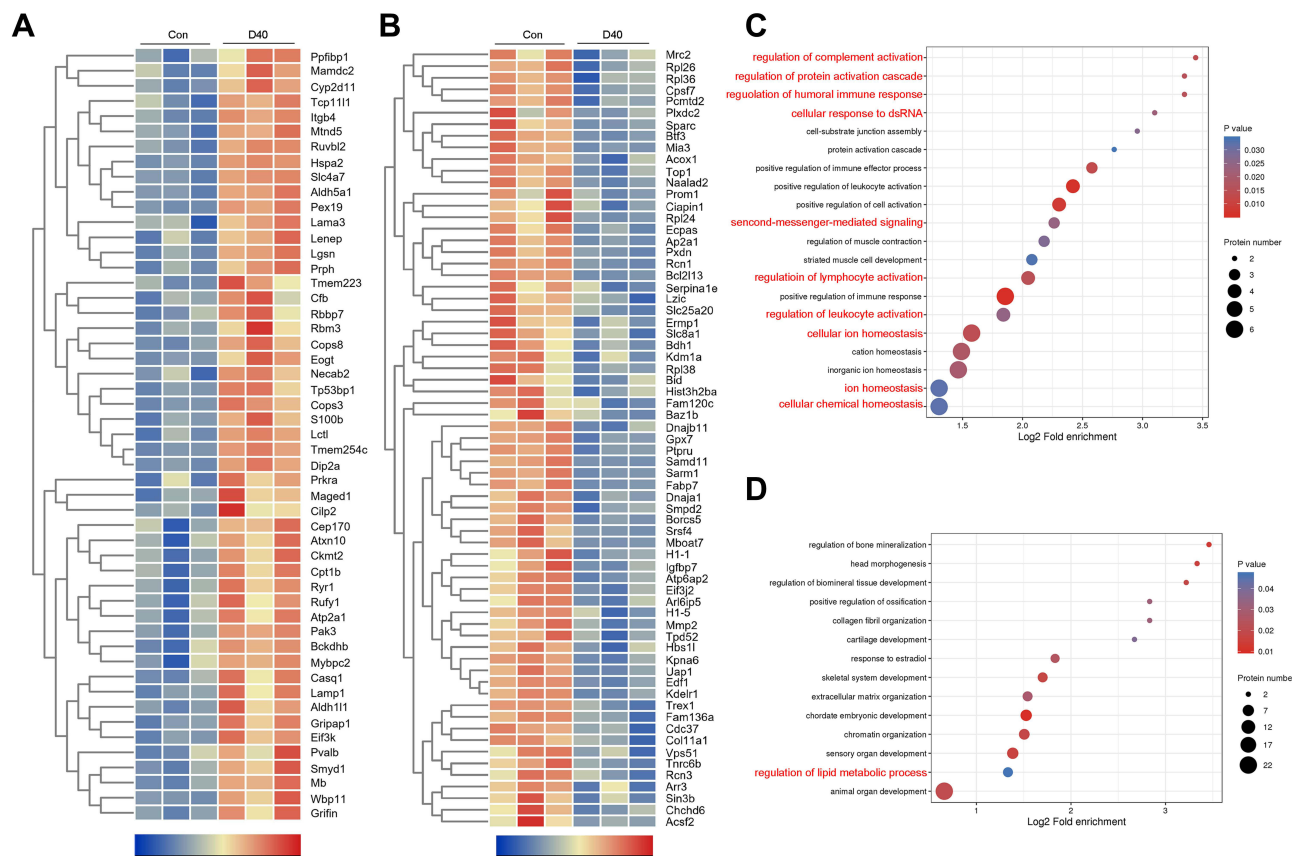 A
Con
D40
Ppfibp1
Mamdc2
Cyp2d11
Tcp11l1
Itgb4
Mtnd5
Ruvbl2
Hspa2
Slc4a7
Aldh5a1
Pex19
Lama3
Lenep
Lgsn
Prph
Tmem223
Cfb
Rbbp7
Rbm3
Cops8
Eogt
Necab2
Tp53bp1
Cops3
S100b
Lctl
Tmem254c
Dip2a
Prkra
Maged1
Cilp2
Cep170
Atxn10
Ckmt2
Cpt1b
Ryr1
Rufy1
Atp2a1
Pak3
Bckdhb
Mybpc2
Casq1
Lamp1
Aldh1l1
Gripap1
Eif3k
Pvalb
Smyd1
Mb
Wbp11
Grifin
B
Con
D40
Mrc2
Rpl26
Rpl36
Cpsf7
Pcmtd2
Plxdc2
Sparc
Btf3
Mia3
Acox1
Top1
Naalad2
Prom1
Ciapin1
Rpl24
Ecpas
Ap2a1
Pxdn
Rcn1
Bcl2l13
Serpina1e
Lzic
Slc25a20
Ermp1
Slc8a1
Bdh1
Kdm1a
Rpl38
Bid
Hist3h2ba
Fam120c
Baz1b
Dnajb11
Gpx7
Ptpru
Samd11
Sarm1
Fabp7
Dnaja1
Smpd2
Borcs5
Srsf4
Mboat7
H1-1
Igfbp7
Atp6ap2
Eif3j2
Arl6ip5
H1-5
Mmp2
Tpd52
Hbs1l
Kpna6
Uap1
Edf1
Kdelr1
Trex1
Fam136a
Cdc37
Col11a1
Vps51
Tnrc6b
Rcn3
Arr3
Sin3b
Chchd6
Acsf2
C
regulation of complement activation
regulation of protein activation cascade
reguolation of humoral immune response
cellular response to dsRNA
cell-substrate junction assembly
protein activation cascade
positive regulation of immune effector process
positive regulation of leukocyte activation
positive regulation of cell activation
sencond-messenger-mediated signaling
regulation of muscle contraction
striated muscle cell development
regulatioin of lymphocyte activation
positive regulation of immune response
regulation of leukocyte activation
cellular ion homeostasis
cation homeostasis
inorganic ion homeostasis
ion homeostasis
cellular chemical homeostasis
1.5
2.0
2.5
3.0
3.5
Log2 Fold enrichment
P value
0.030
0.025
0.020
0.015
0.010
Protein number
2
3
4
5
6
D
regulation of bone mineralization
head morphogenesis
regulation of biomineral tissue development
positive regulation of ossification
collagen fibril organization
cartilage development
response to estradiol
skeletal system development
extracellular matrix organization
chordate embryonic development
chromatin organization
sensory organ development
regulation of lipid metabolic process
animal organ development
1
2
3
Log2 Fold enrichment
P value
0.04
0.03
0.02
0.01
Protein numbe
2
7
12
17
22